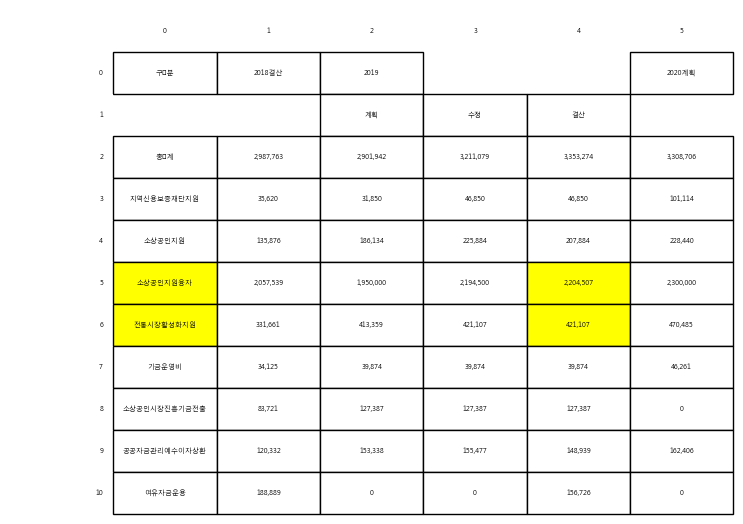 0 1 2 3 4 5
0 구 분 2018결산 2019 2020계획
1 계획 수정 결산
2 총 계 2,987,763 2,901,942 3,211,079 3,353,274 3,308,706
3 지역신용보증재단지원 35,620 31,850 46,850 46,850 101,114
4 소상공인지원 135,876 186,134 225,884 207,884 228,440
5 소상공인지원융자 2,057,539 1,950,000 2,194,500 2,204,507 2,300,000
6 전통시장활성화지원 331,661 413,359 421,107 421,107 470,485
7 기금운영비 34,125 39,874 39,874 39,874 46,261
8 소상공인시장진흥기금전출 83,721 127,387 127,387 127,387 0
9 공공자금관리예수이자상환 120,332 153,338 155,477 148,939 162,406
10 여유자금운용 188,889 0 0 156,726 0